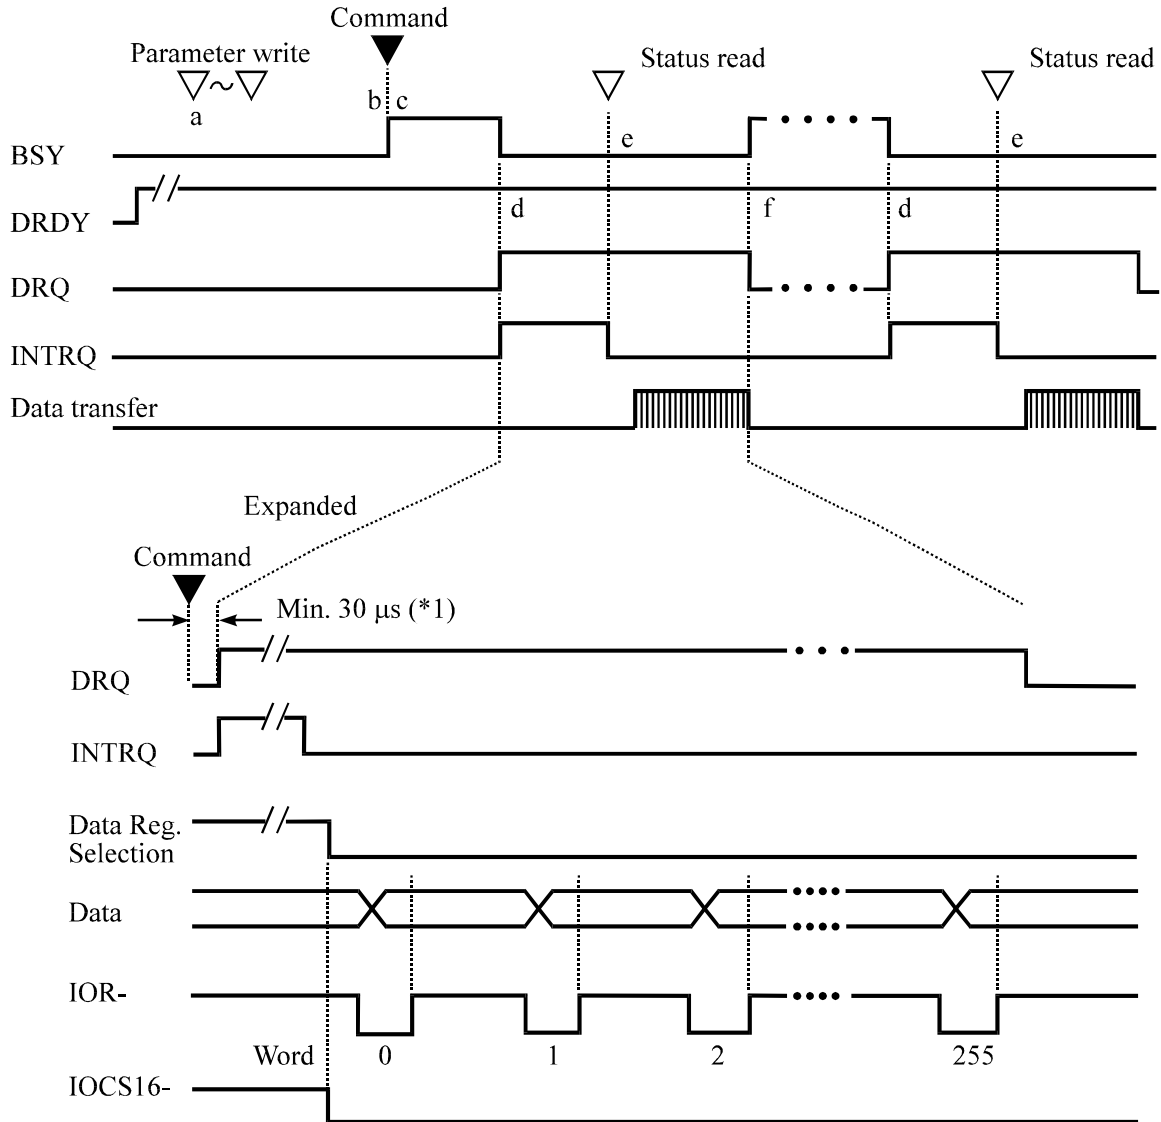 Command
Parameter write
Status read
Status read
a
b
c
e
e
BSY
d
f
d
DRDY
DRQ
INTRQ
Data transfer
Expanded
Command
Min. 30 μs (*1)
DRQ
INTRQ
Data Reg.
Selection
Data
IOR-
Word 0 1 2 255
IOCS16-